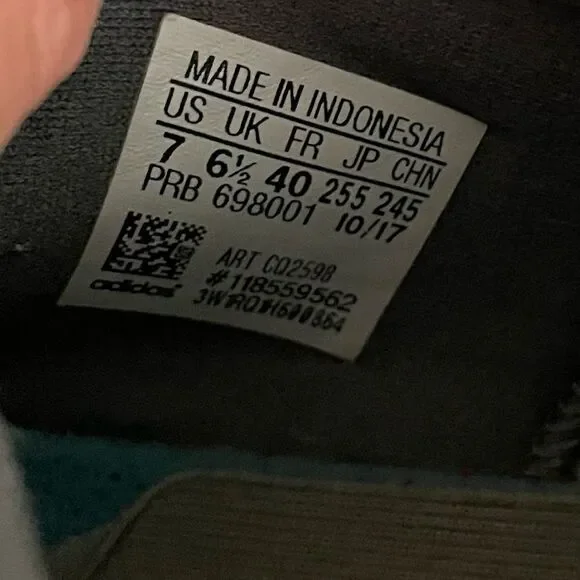 MADE IN INDONESIA
US UK FR JP CHN
7 6½ 40 255 245
PRB 698001 10/17
ART CQ2598
#118559562
adidas